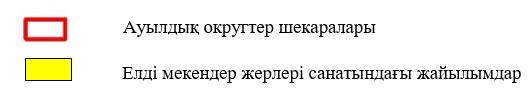 Ауылдық округтер шекаралары
Елді мекендер жерлері санатындағы жайылымдар